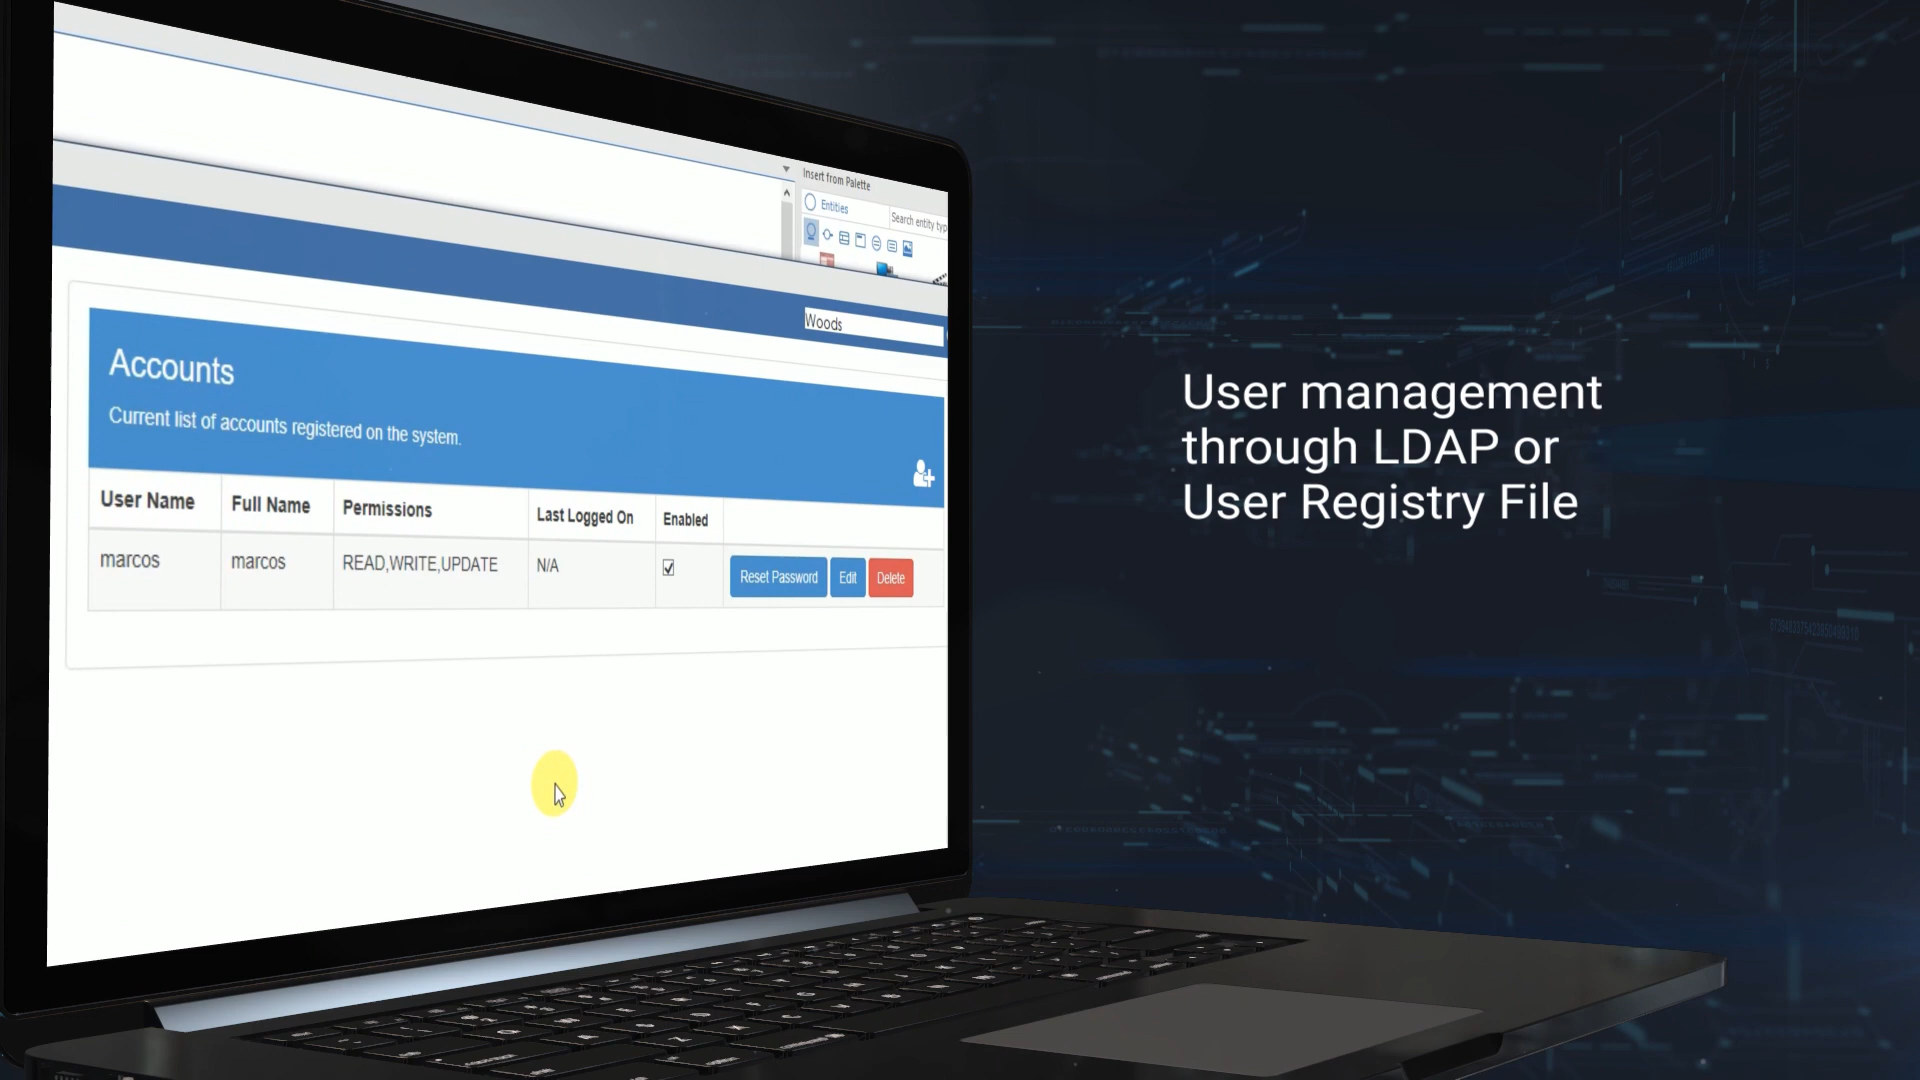 Insert from Palette
Entities
Search entity typ
Woods
Accounts
Current list of accounts registered on the system.
User Name Full Name Permissions Last Logged On Enabled
marcos marcos READ,WRITE,UPDATE N/A Reset Password Edit Delete
User management
through LDAP or
User Registry File